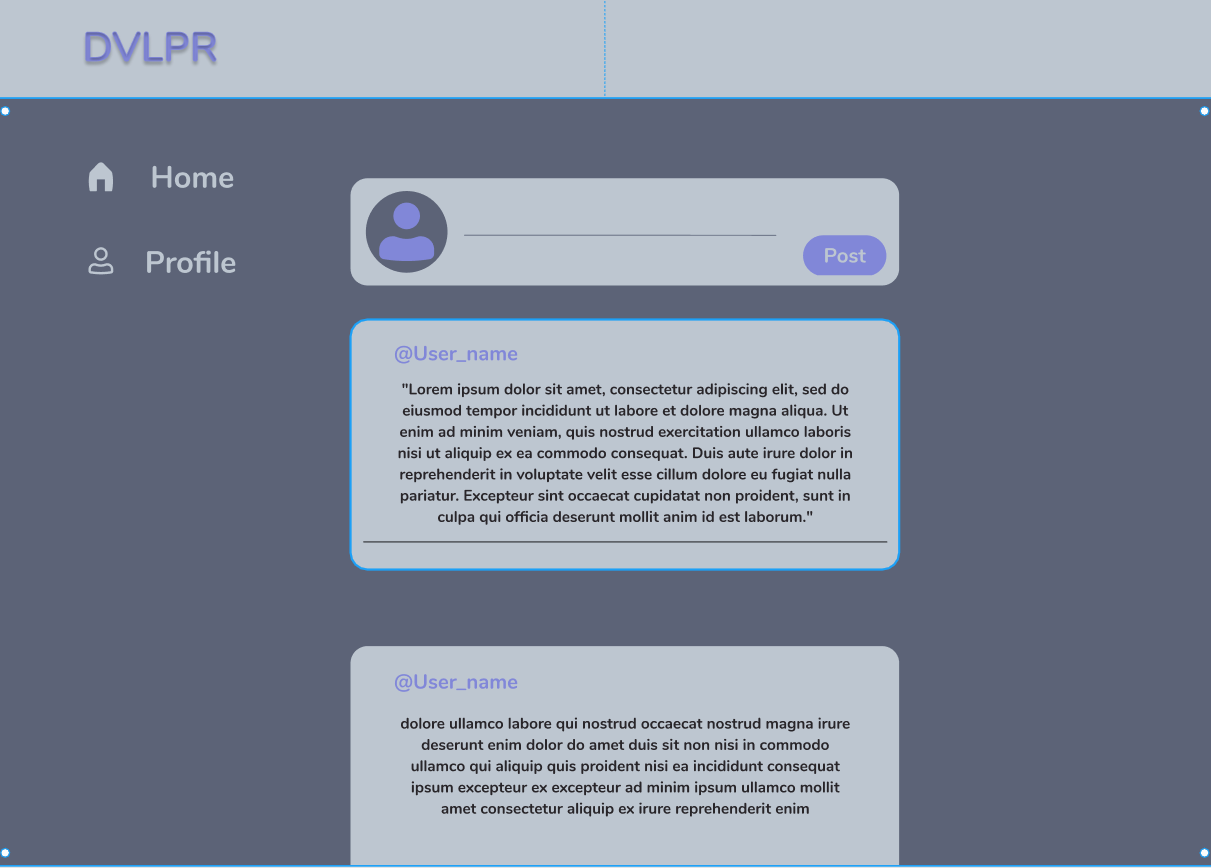 DVLPR
Home
Profile
Post
@User_name
"Lorem ipsum dolor sit amet, consectetur adipiscing elit, sed do
eiusmod tempor incididunt ut labore et dolore magna aliqua. Ut
enim ad minim veniam, quis nostrud exercitation ullamco laboris
nisi ut aliquip ex ea commodo consequat. Duis aute irure dolor in
reprehenderit in voluptate velit esse cillum dolore eu fugiat nulla
pariatur. Excepteur sint occaecat cupidatat non proident, sunt in
culpa qui officia deserunt mollit anim id est laborum."
@User_name
dolore ullamco labore qui nostrud occaecat nostrud magna irure
deserunt enim dolor do amet duis sit non nisi in commodo
ullamco qui aliquip quis proident nisi ea incididunt consequat
ipsum excepteur ex excepteur ad minim ipsum ullamco mollit
amet consectetur aliquip ex irure reprehenderit enim